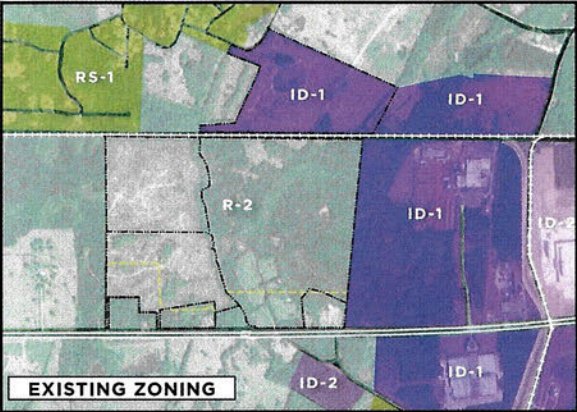 RS-1
ID-1
ID-1
R-2
ID-1
ID-2
ID-2
ID-1
EXISTING ZONING